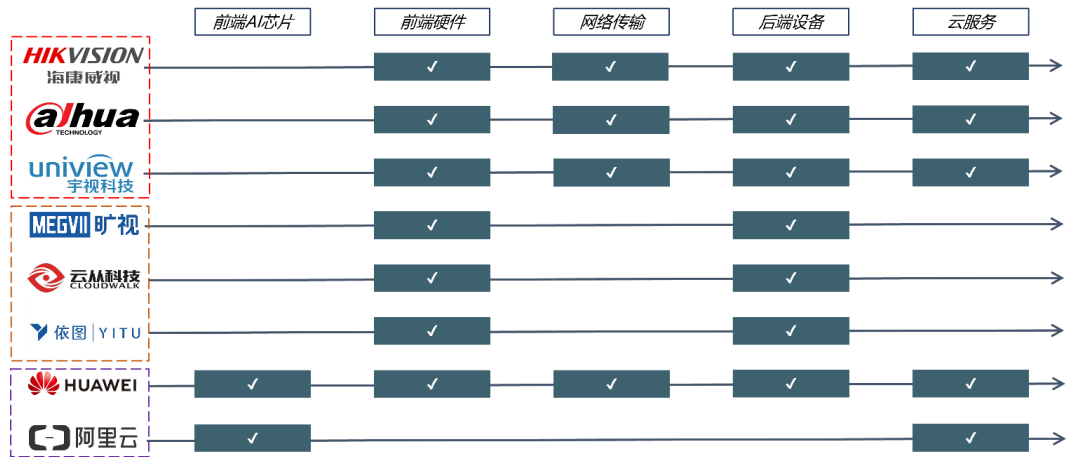 前端AI芯片 前端硬件 网络传输 后端设备 云服务
HIKVISION
海康威视
✓ ✓ ✓ ✓
alhua
TECHNOLOGY
✓ ✓ ✓ ✓
uniview
宇视科技
✓ ✓ ✓ ✓
MEGVII 旷视 ✓ ✓
云从科技
CLOUDWALK
✓ ✓
依图 | YITU ✓ ✓
HUAWEI ✓ ✓ ✓ ✓ ✓
阿里云 ✓ ✓